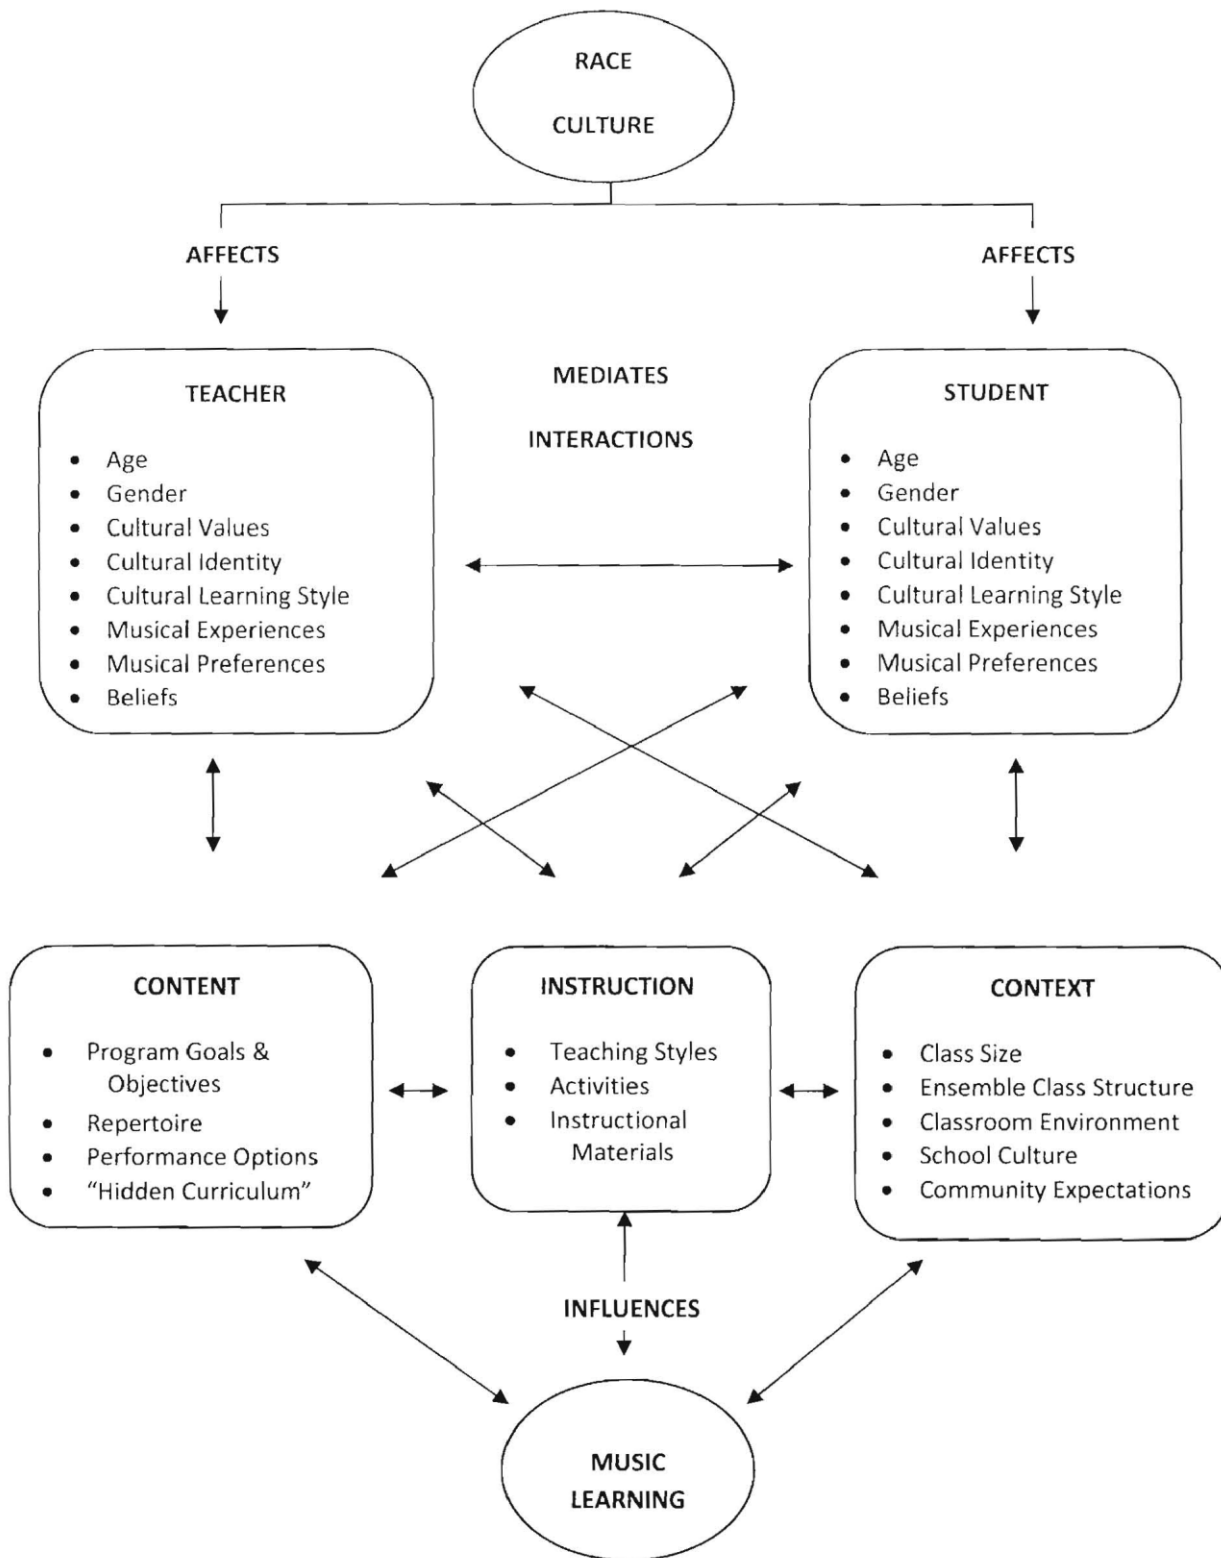 RACE
CULTURE
AFFECTS
AFFECTS
TEACHER
• Age
• Gender
• Cultural Values
• Cultural Identity
• Cultural Learning Style
• Musical Experiences
• Musical Preferences
• Beliefs
MEDIATES
INTERACTIONS
STUDENT
• Age
• Gender
• Cultural Values
• Cultural Identity
• Cultural Learning Style
• Musical Experiences
• Musical Preferences
• Beliefs
CONTENT
• Program Goals &
Objectives
• Repertoire
• Performance Options
• “Hidden Curriculum”
INSTRUCTION
• Teaching Styles
• Activities
• Instructional
Materials
CONTEXT
• Class Size
• Ensemble Class Structure
• Classroom Environment
• School Culture
• Community Expectations
INFLUENCES
MUSIC
LEARNING